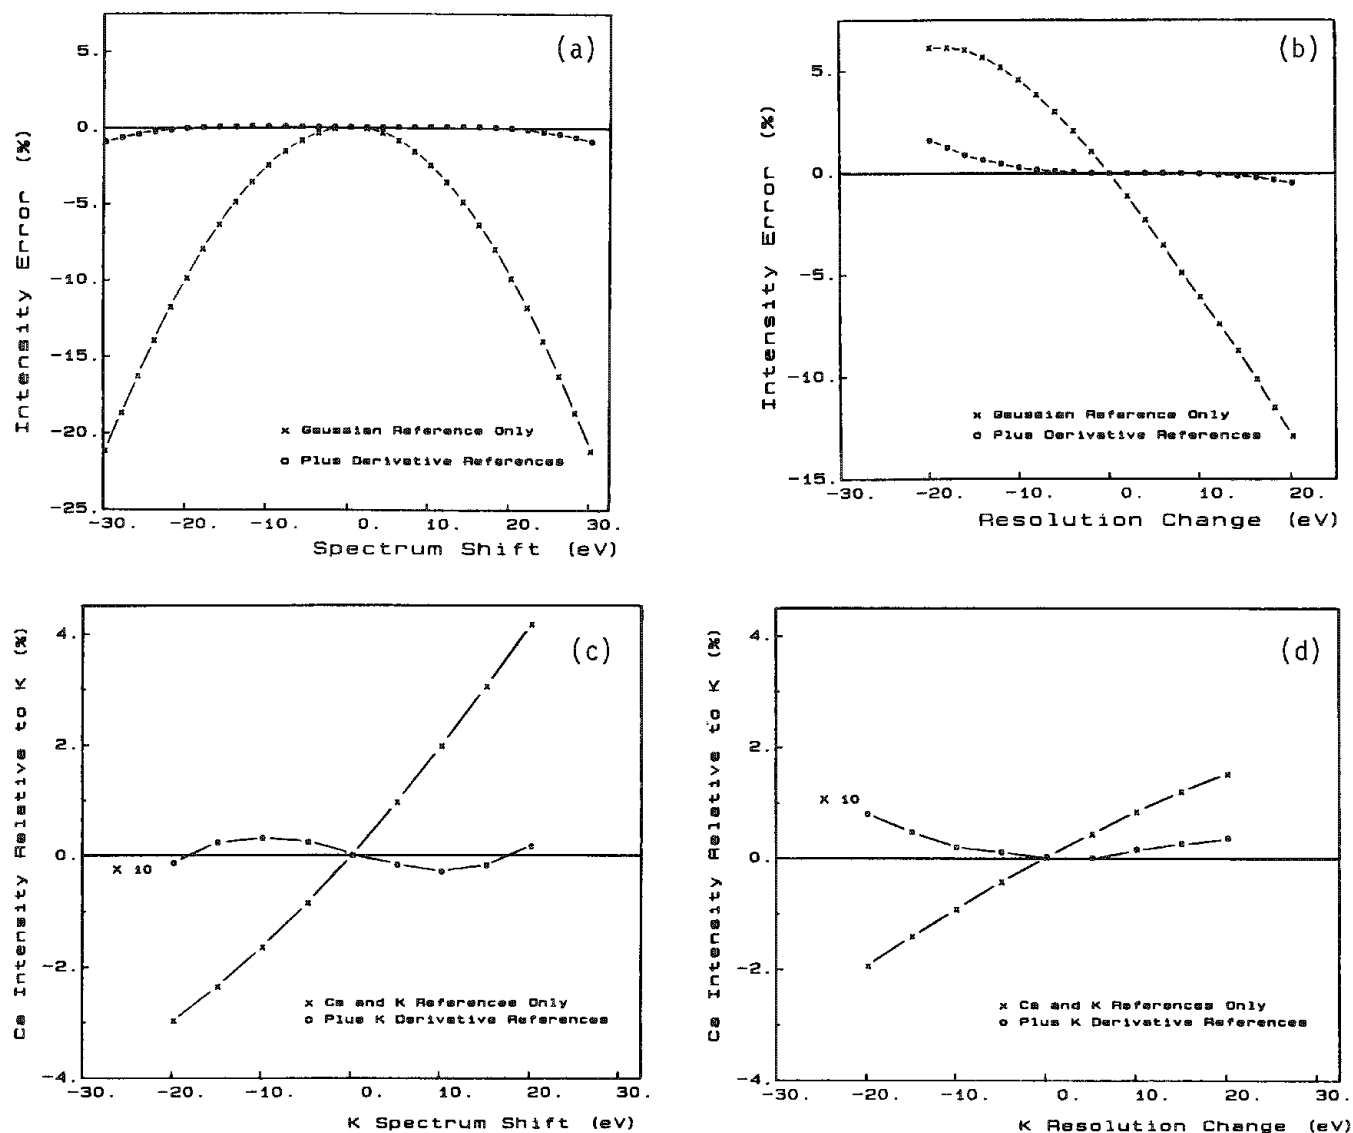 (a)
5.
0.
-5.
-10.
-15.
-20.
-25.
Intensity Error (%)
x Gaussian Reference Only
o Plus Derivative References
-30. -20. -10. 0. 10. 20. 30.
Spectrum Shift (eV)
(b)
5.
0.
-5.
-10.
-15.
Intensity Error (%)
x Gaussian Reference Only
o Plus Derivative References
-30. -20. -10. 0. 10. 20.
Resolution Change (eV)
(c)
4.
2.
0.
-2.
-4.
Ca Intensity Relative to K (%)
x 10
x Ca and K References Only
o Plus K Derivative References
-30. -20. -10. 0. 10. 20. 30.
K Spectrum Shift (eV)
(d)
4.
2.
0.
-2.
-4.
Ca Intensity Relative to K (%)
x 10
x Ca and K References Only
o Plus K Derivative References
-30. -20. -10. 0. 10. 20. 30.
K Resolution Change (eV)